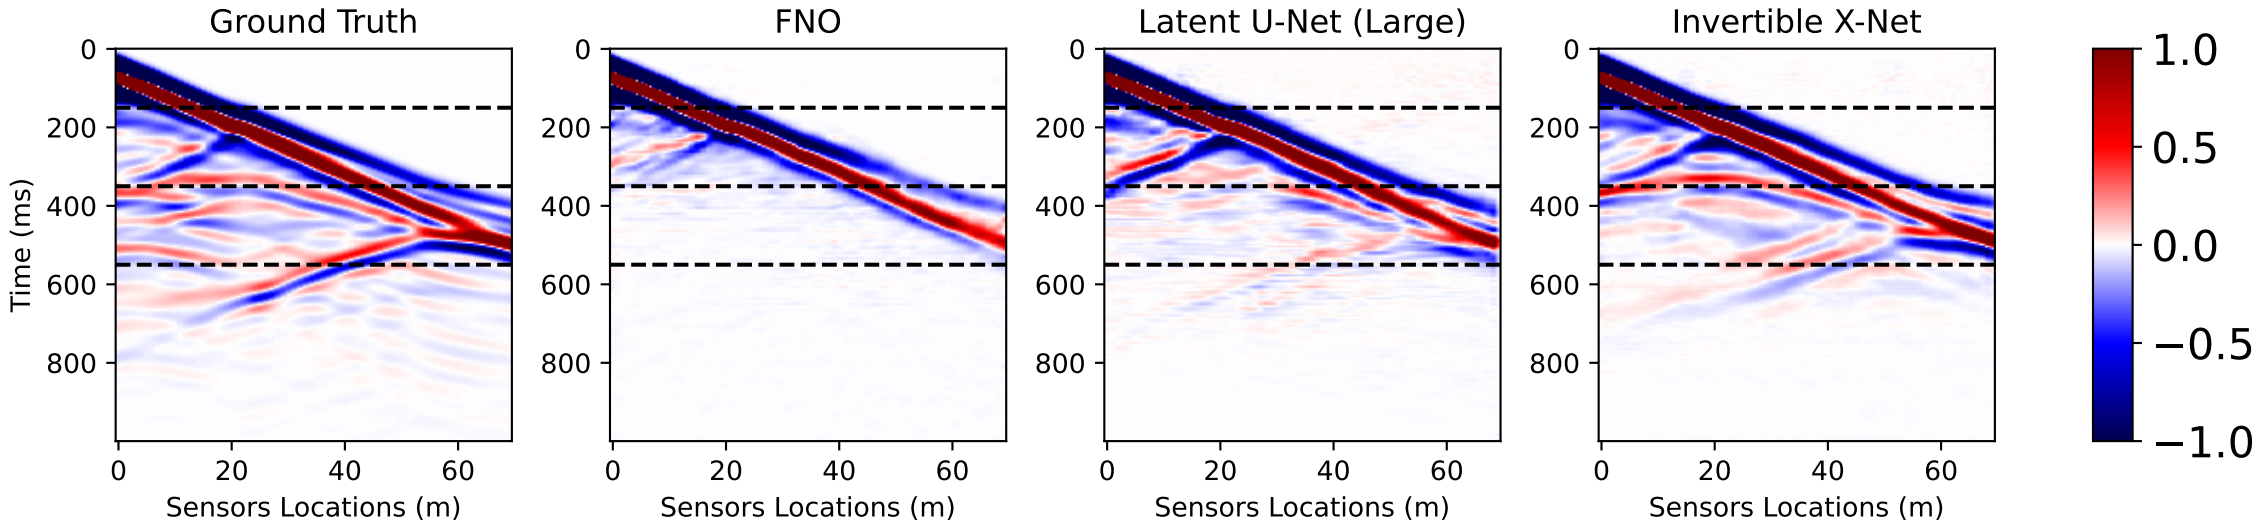 Ground Truth
FNO
Latent U-Net (Large)
Invertible X-Net
0
200
400
600
800
Time (ms)
0 20 40 60
Sensors Locations (m)
0
200
400
600
800
0 20 40 60
Sensors Locations (m)
0
200
400
600
800
0 20 40 60
Sensors Locations (m)
0
200
400
600
800
0 20 40 60
Sensors Locations (m)
1.0
0.5
0.0
−0.5
−1.0